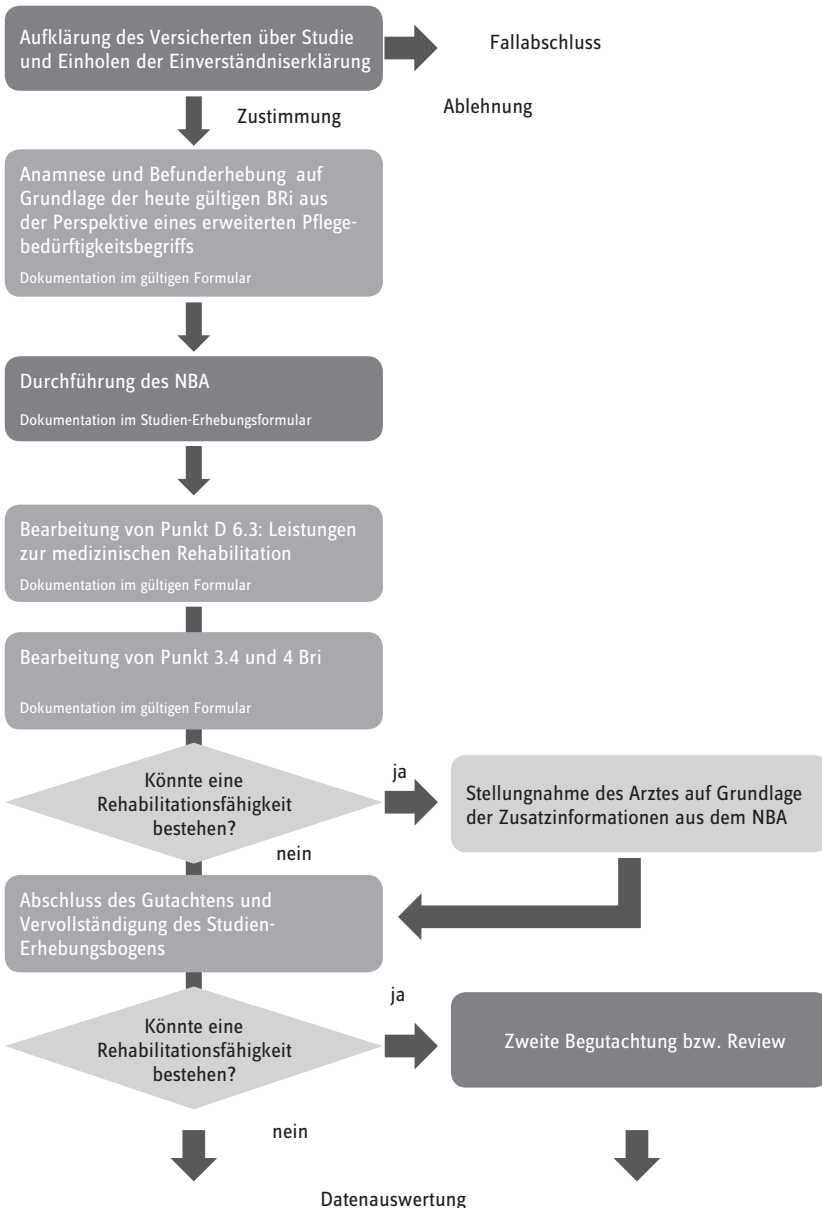 Aufklärung des Versicherten über Studie
und Einholen der Einverständniserklärung
Fallabschluss
Zustimmung
Ablehnung
Anamnese und Befunderhebung auf
Grundlage der heute gültigen BRi aus
der Perspektive eines erweiterten Pflege-
bedürftigkeitsbegriffs
Dokumentation im gültigen Formular
Durchführung des NBA
Dokumentation im Studien-Erhebungsformular
Bearbeitung von Punkt D 6.3: Leistungen
zur medizinischen Rehabilitation
Dokumentation im gültigen Formular
Bearbeitung von Punkt 3.4 und 4 Bri
Dokumentation im gültigen Formular
Könnte eine
Rehabilitationsfähigkeit
bestehen?
ja
Stellungnahme des Arztes auf Grundlage
der Zusatzinformationen aus dem NBA
nein
Abschluss des Gutachtens und
Vervollständigung des Studien-
Erhebungsbogens
Könnte eine
Rehabilitationsfähigkeit
bestehen?
ja
Zweite Begutachtung bzw. Review
nein
Datenauswertung